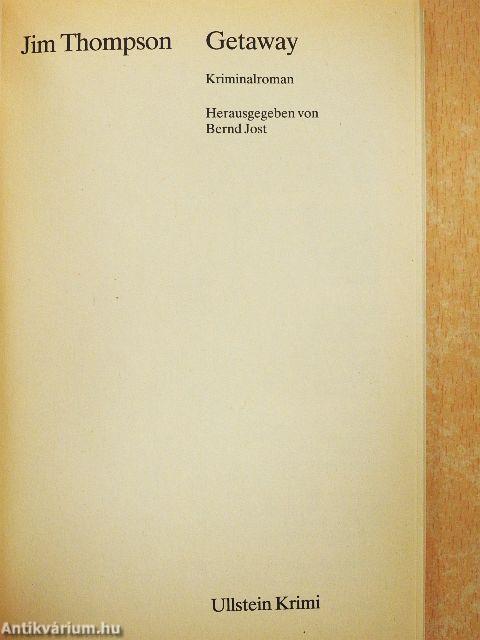 Jim Thompson
Getaway
Kriminalroman
Herausgegeben von
Bernd Jost
Ullstein Krimi
Antikvárium.hu